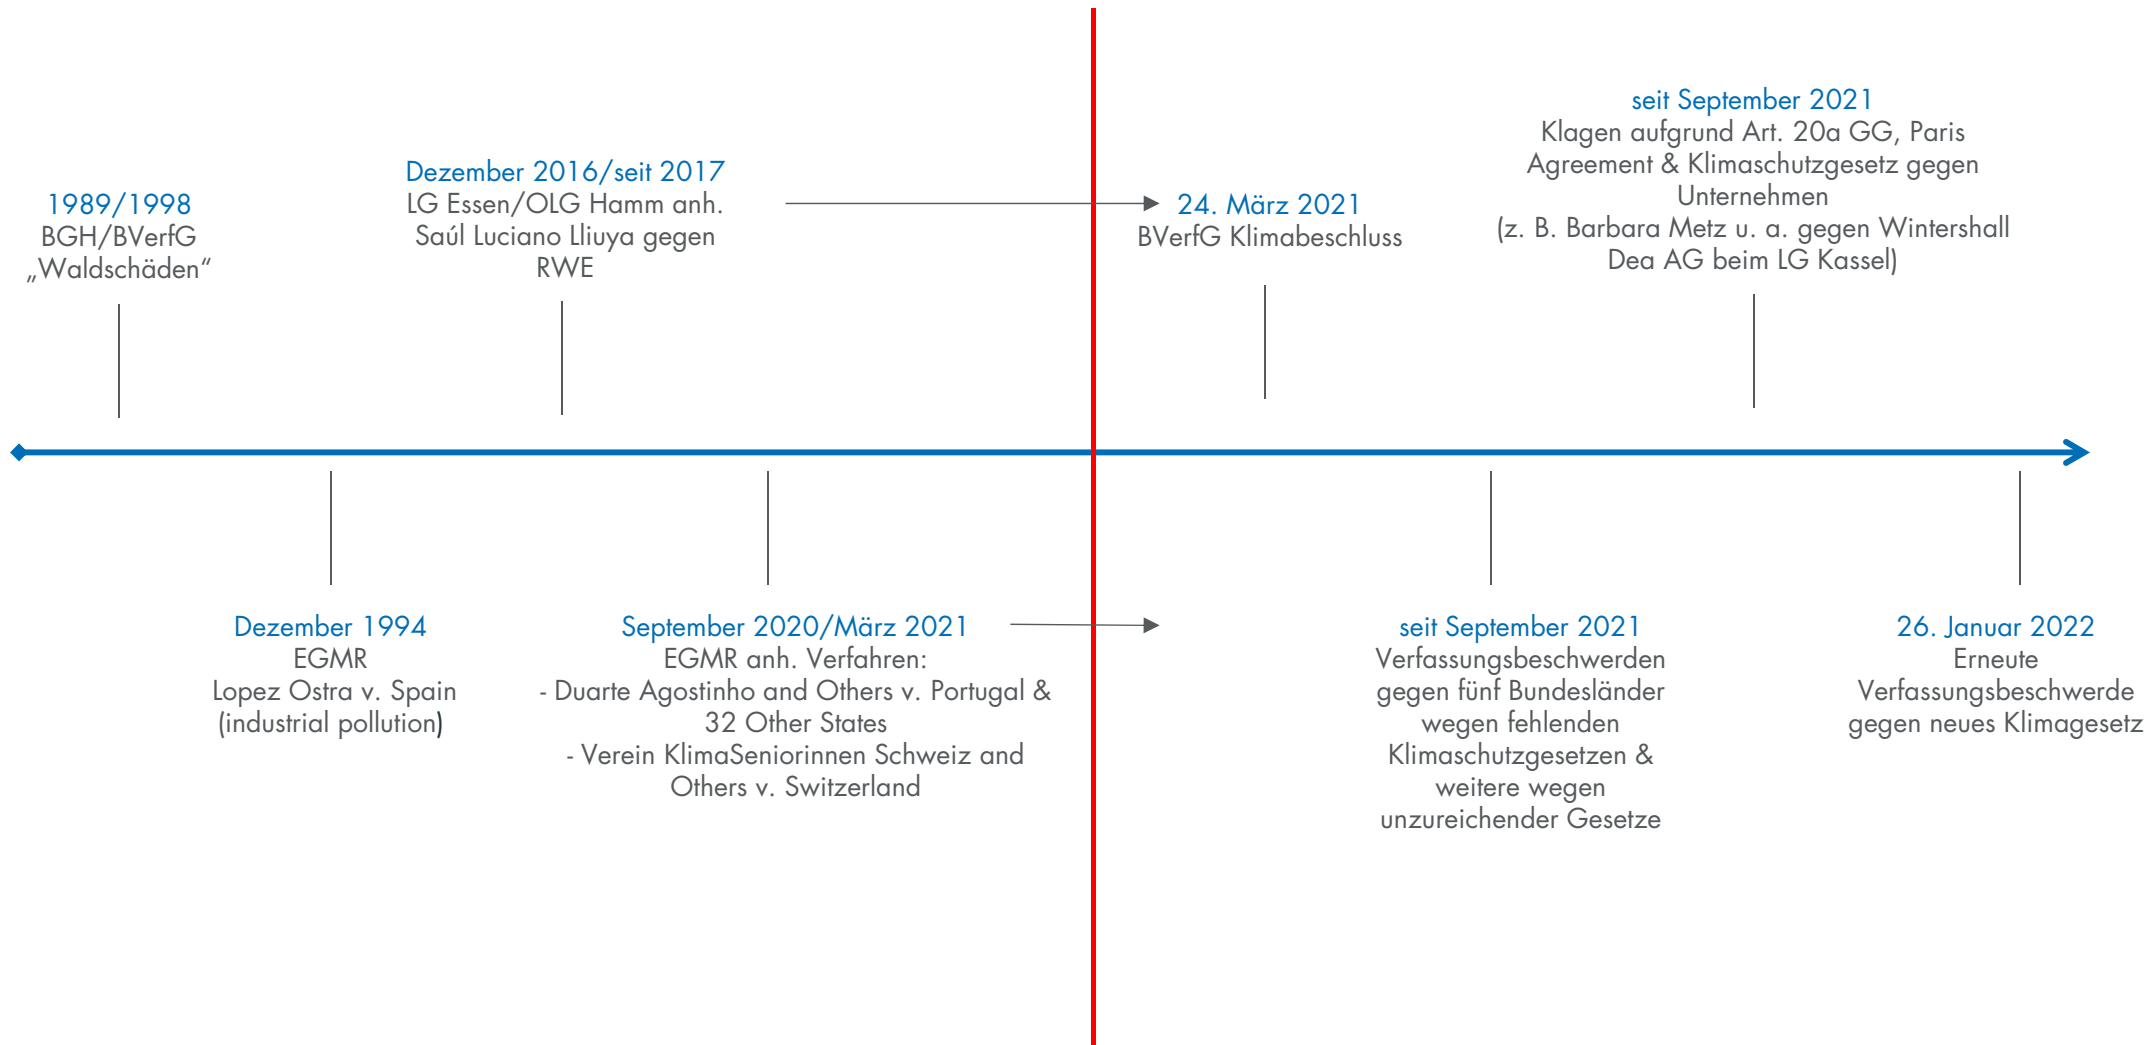 1989/1998
BGH/BVerfG
„Waldschäden“
Dezember 1994
EGMR
Lopez Ostra v. Spain
(industrial pollution)
Dezember 2016/seit 2017
LG Essen/OLG Hamm anh.
Saúl Luciano Lliuya gegen
RWE
September 2020/März 2021
EGMR anh. Verfahren:
- Duarte Agostinho and Others v. Portugal &
32 Other States
- Verein KlimaSeniorinnen Schweiz and
Others v. Switzerland
24. März 2021
BVerfG Klimabeschluss
seit September 2021
Verfassungsbeschwerden
gegen fünf Bundesländer
wegen fehlenden
Klimaschutzgesetzen &
weitere wegen
unzureichender Gesetze
seit September 2021
Klagen aufgrund Art. 20a GG, Paris
Agreement & Klimaschutzgesetz gegen
Unternehmen
(z. B. Barbara Metz u. a. gegen Wintershall
Dea AG beim LG Kassel)
26. Januar 2022
Erneute
Verfassungsbeschwerde
gegen neues Klimagesetz